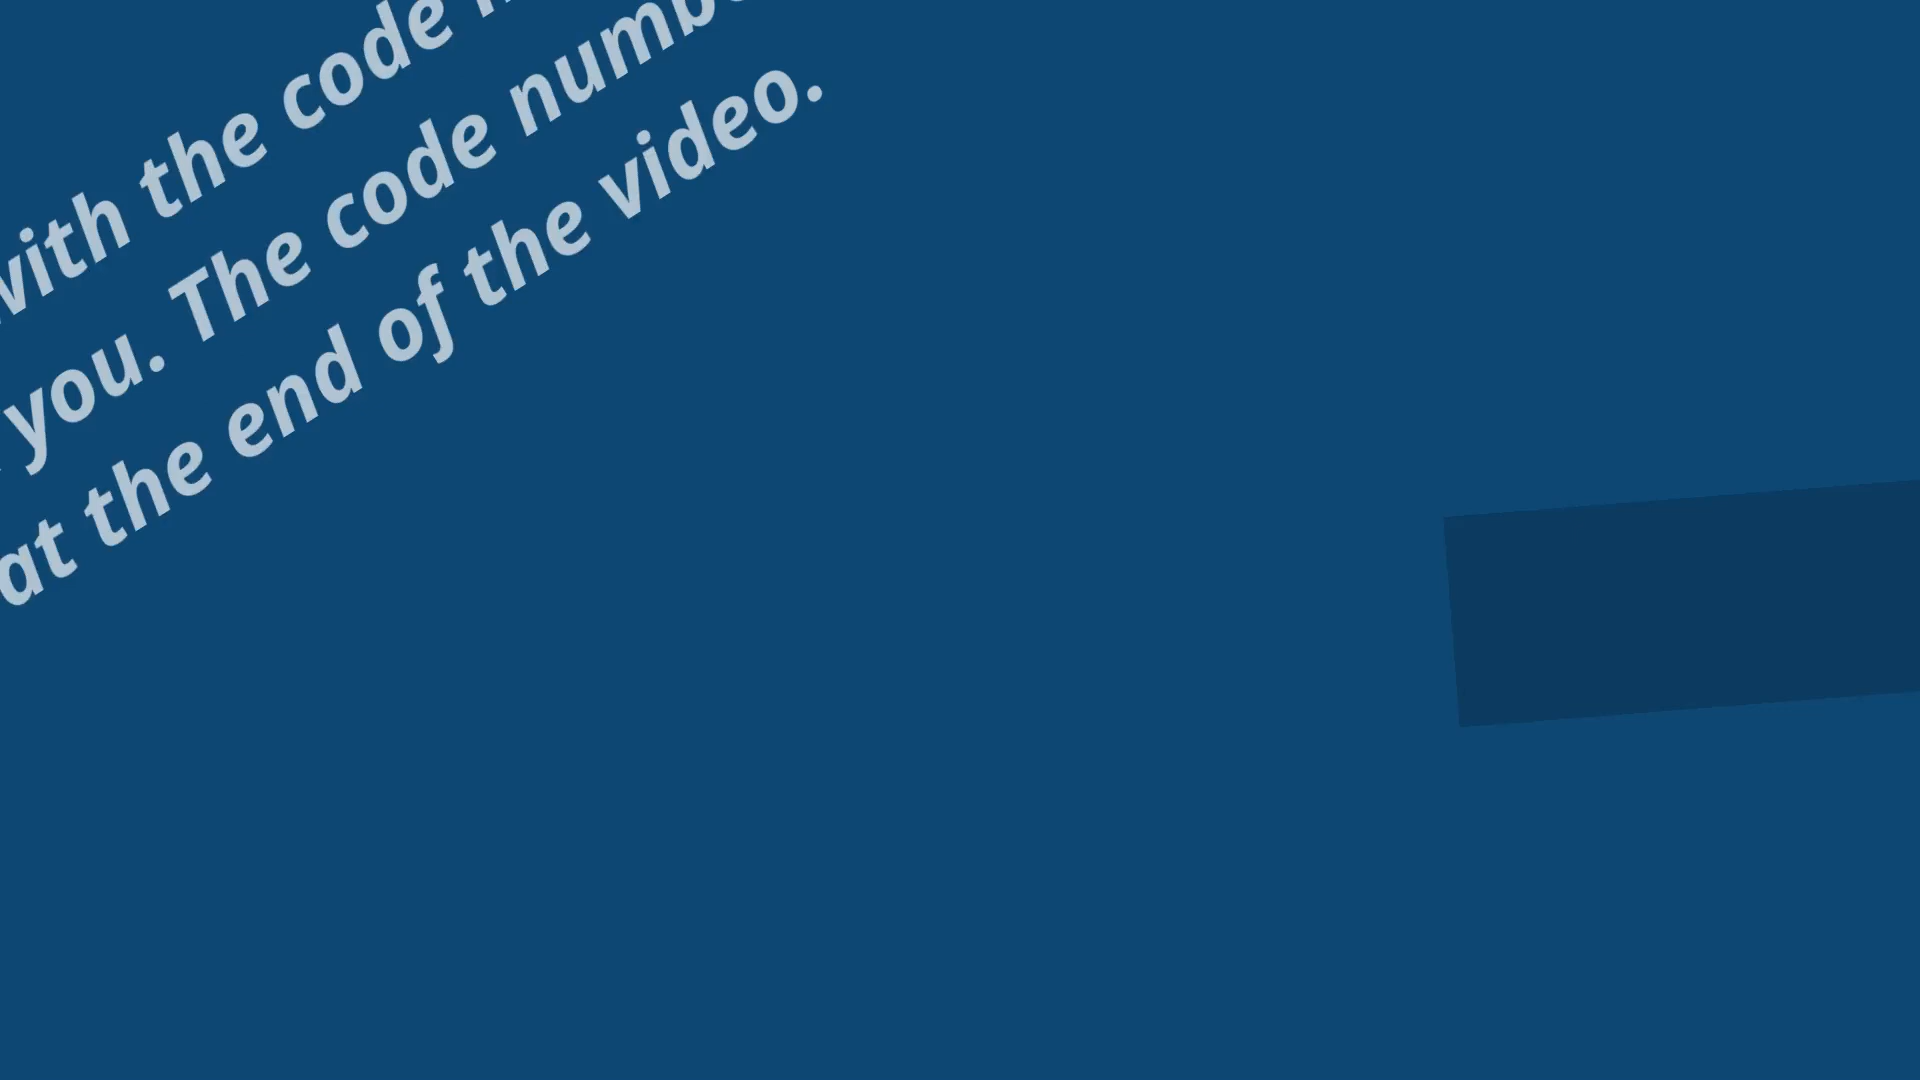 with the code
you. The code
at the end of the video.